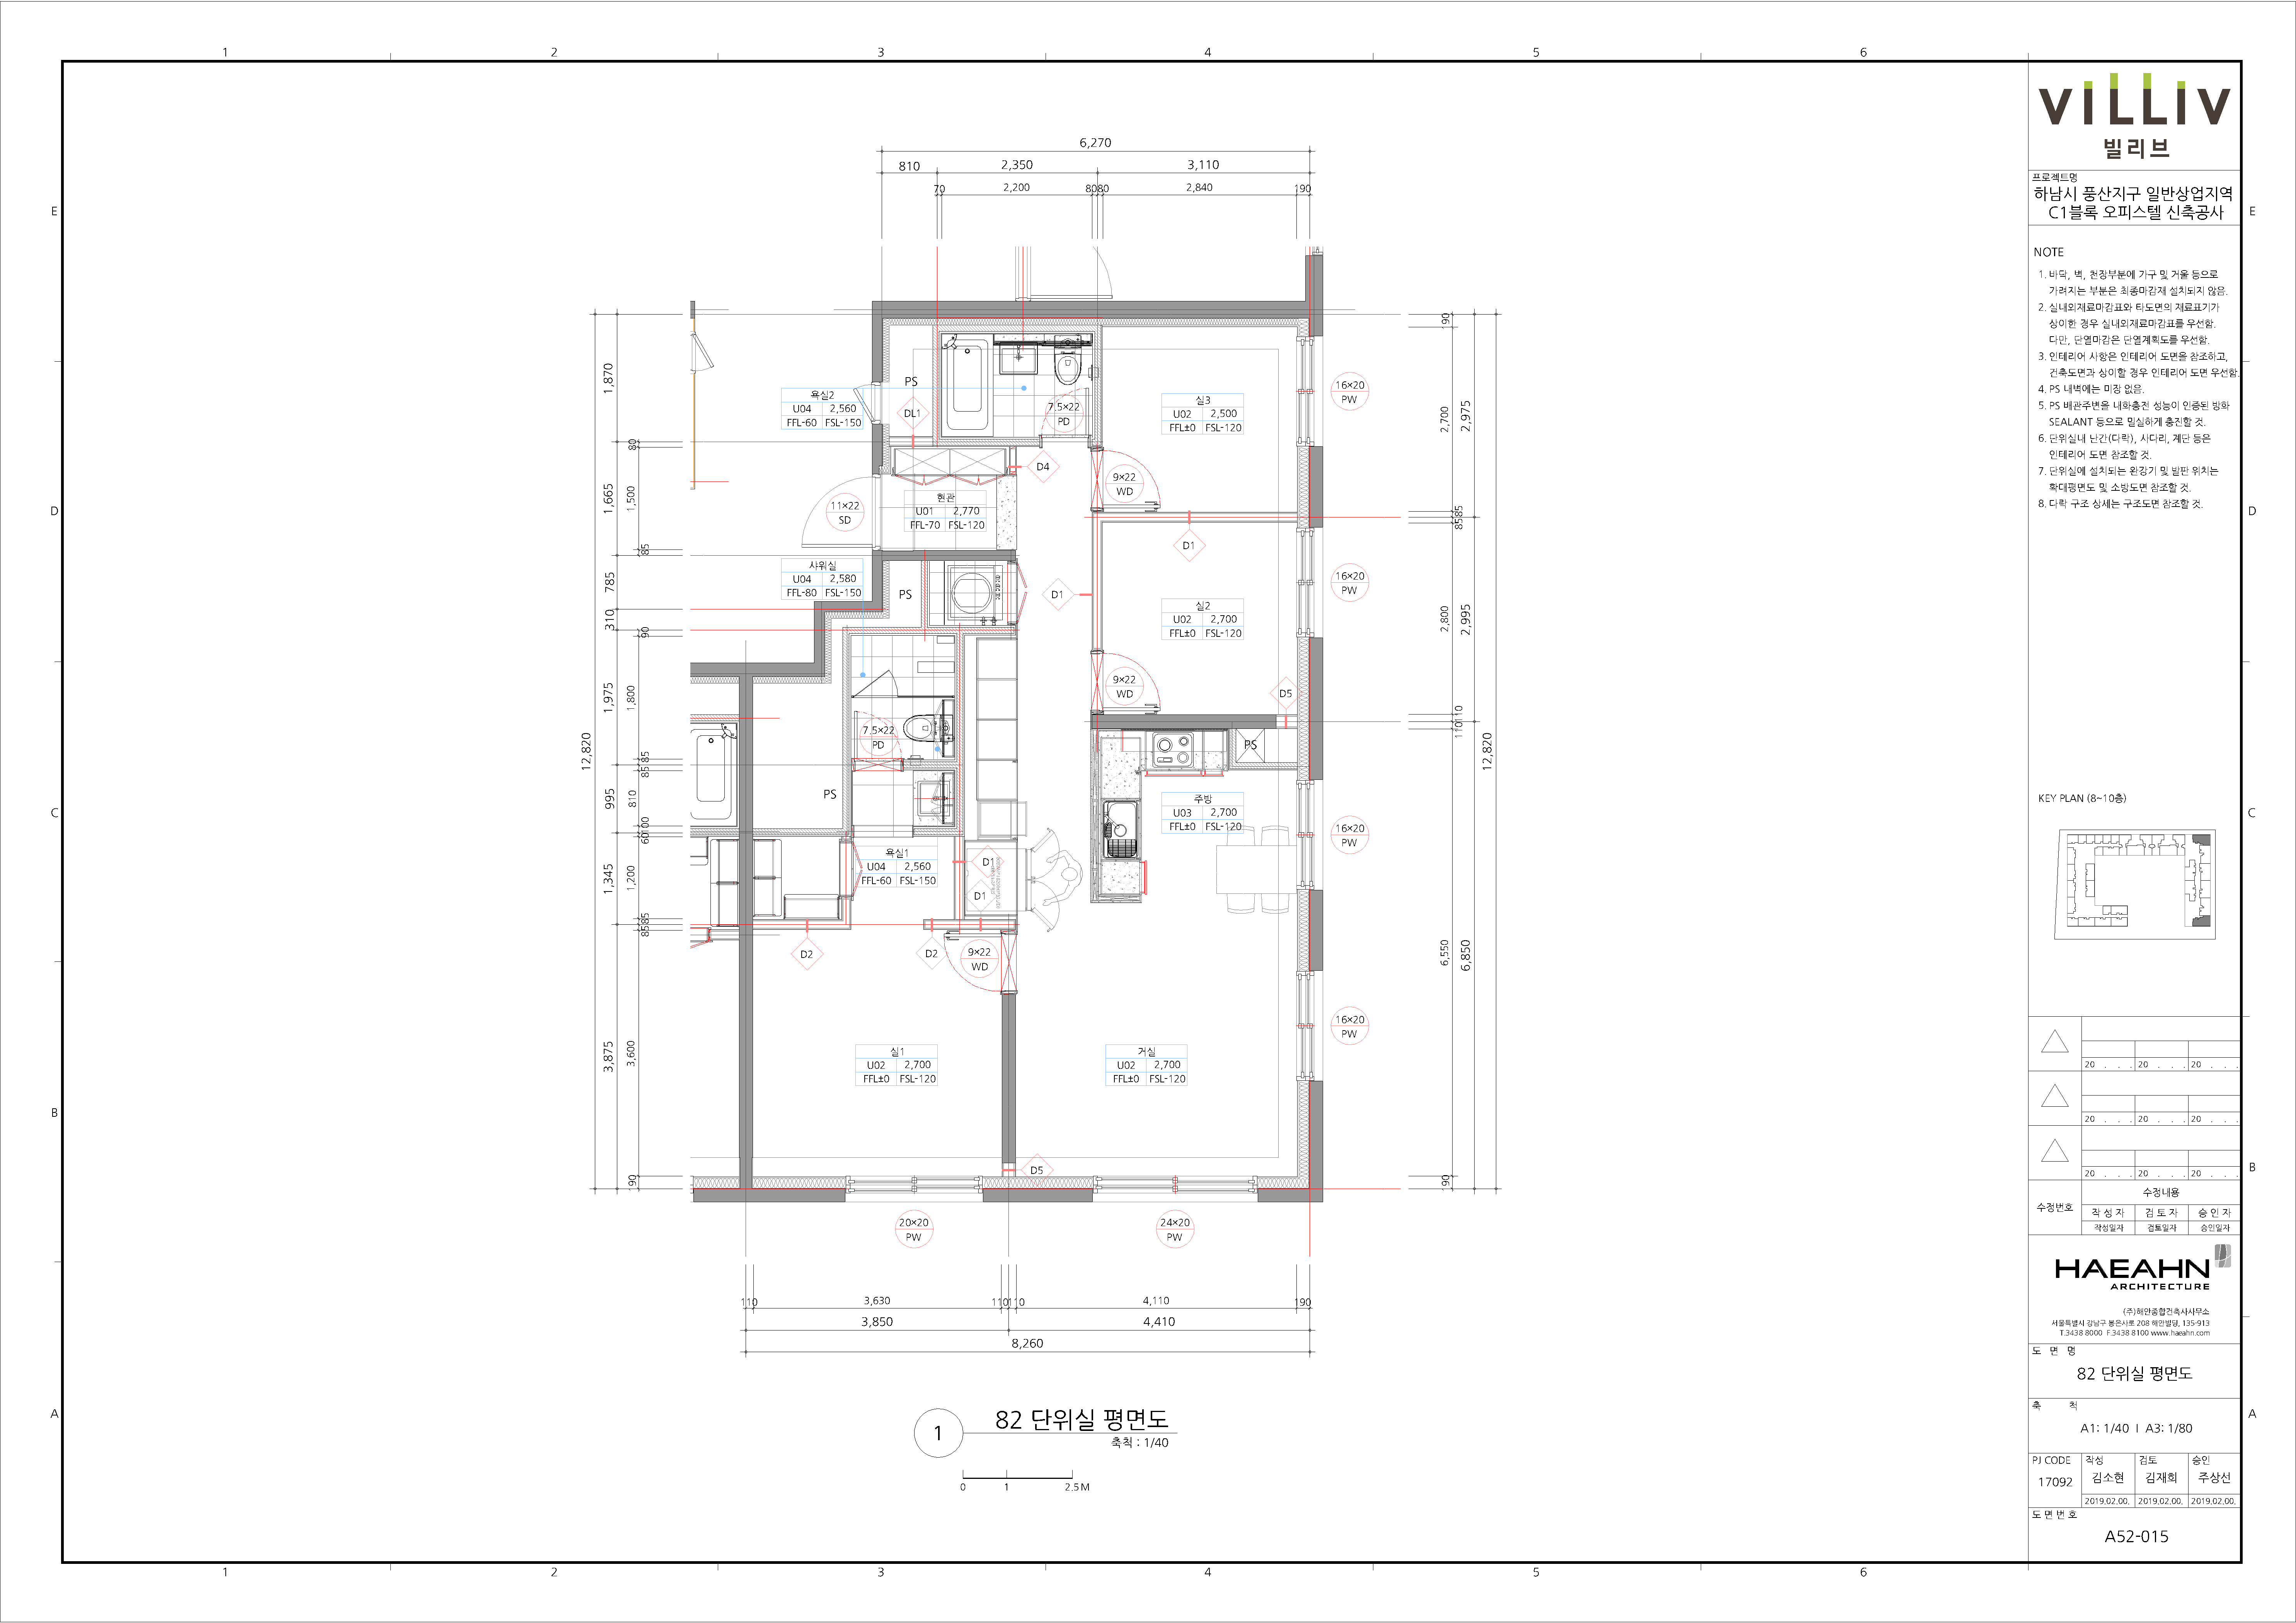 1
2
3
4
5
6
E
D
C
B
A
VILLIV
빌리브
프로젝트명
하남시 풍산지구 일반상업지역
C1블록 오피스텔 신축공사
NOTE
1. 바닥, 벽, 천장부분에 가구 및 거울 등으로
가려지는 부분은 최종마감재 설치되지 않음.
2. 실내외재료마감표와 타도면의 재료표기가
상이한 경우 실내외재료마감표를 우선함.
다만, 단열마감은 단열계획도를 우선함.
3. 인테리어 사항은 인테리어 도면을 참조하고,
건축도면과 상이할 경우 인테리어 도면 우선함.
4. PS 내벽에는 미장 없음.
5. PS 배관주변을 내화충전 성능이 인증된 방화
SEALANT 등으로 밀실하게 충진할 것.
6. 단위실내 난간(다락), 사다리, 계단 등은
인테리어 도면 참조할 것.
7. 단위실에 설치되는 완강기 및 발판 위치는
확대평면도 및 소방도면 참조할 것.
8. 다락 구조 상세는 구조도면 참조할 것.
KEY PLAN (8~10층)
6,270
810
2,350
3,110
70
2,200
80 80
2,840
190
12,820
1,870
1,665
785
310
1,975
995
1,345
3,875
80
1,500
85
90
1,800
85 85
810
60 100
1,200
85 85
3,600
190
190
2,700
2,975
85 85
2,800
2,995
110 110
6,550
6,850
190
12,820
PS
DL1
욕실2
U04 2,560
FFL-60 FSL-150
7.5×22
PD
실3
U02 2,500
FFL±0 FSL-120
16×20
PW
D4
9×22
WD
11×22
SD
현관
U01 2,770
FFL-70 FSL-120
D1
샤워실
U04 2,580
FFL-80 FSL-150
PS
D1
실2
U02 2,700
FFL±0 FSL-120
16×20
PW
9×22
WD
D5
7.5×22
PD
PS
PS
주방
U03 2,700
FFL±0 FSL-120
16×20
PW
욕실1
U04 2,560
FFL-60 FSL-150
D1
D1
D2
D2
9×22
WD
16×20
PW
실1
U02 2,700
FFL±0 FSL-120
거실
U02 2,700
FFL±0 FSL-120
D5
20×20
PW
24×20
PW
110
3,630
110 110
4,110
190
3,850
4,410
8,260
1
82 단위실 평면도
축척 : 1/40
0 1 2.5 M
20 . . . 20 . . . 20 . . .
20 . . . 20 . . . 20 . . .
20 . . . 20 . . . 20 . . .
수정번호
수정내용
작 성 자 검 토 자 승 인 자
작성일자 검토일자 승인일자
HAEAHN
ARCHITECTURE
(주)해안종합건축사사무소
서울특별시 강남구 봉은사로 208 해안빌딩, 135-913
T.3438 8000 F.3438 8100 www.haeahn.com
도 면 명
82 단위실 평면도
축 척
A1: 1/40 I A3: 1/80
PJ CODE 작성 검토 승인
17092 김소현 김재희 주상선
2019.02.00. 2019.02.00. 2019.02.00.
도 면 번 호
A52-015
E
D
C
B
A
1
2
3
4
5
6